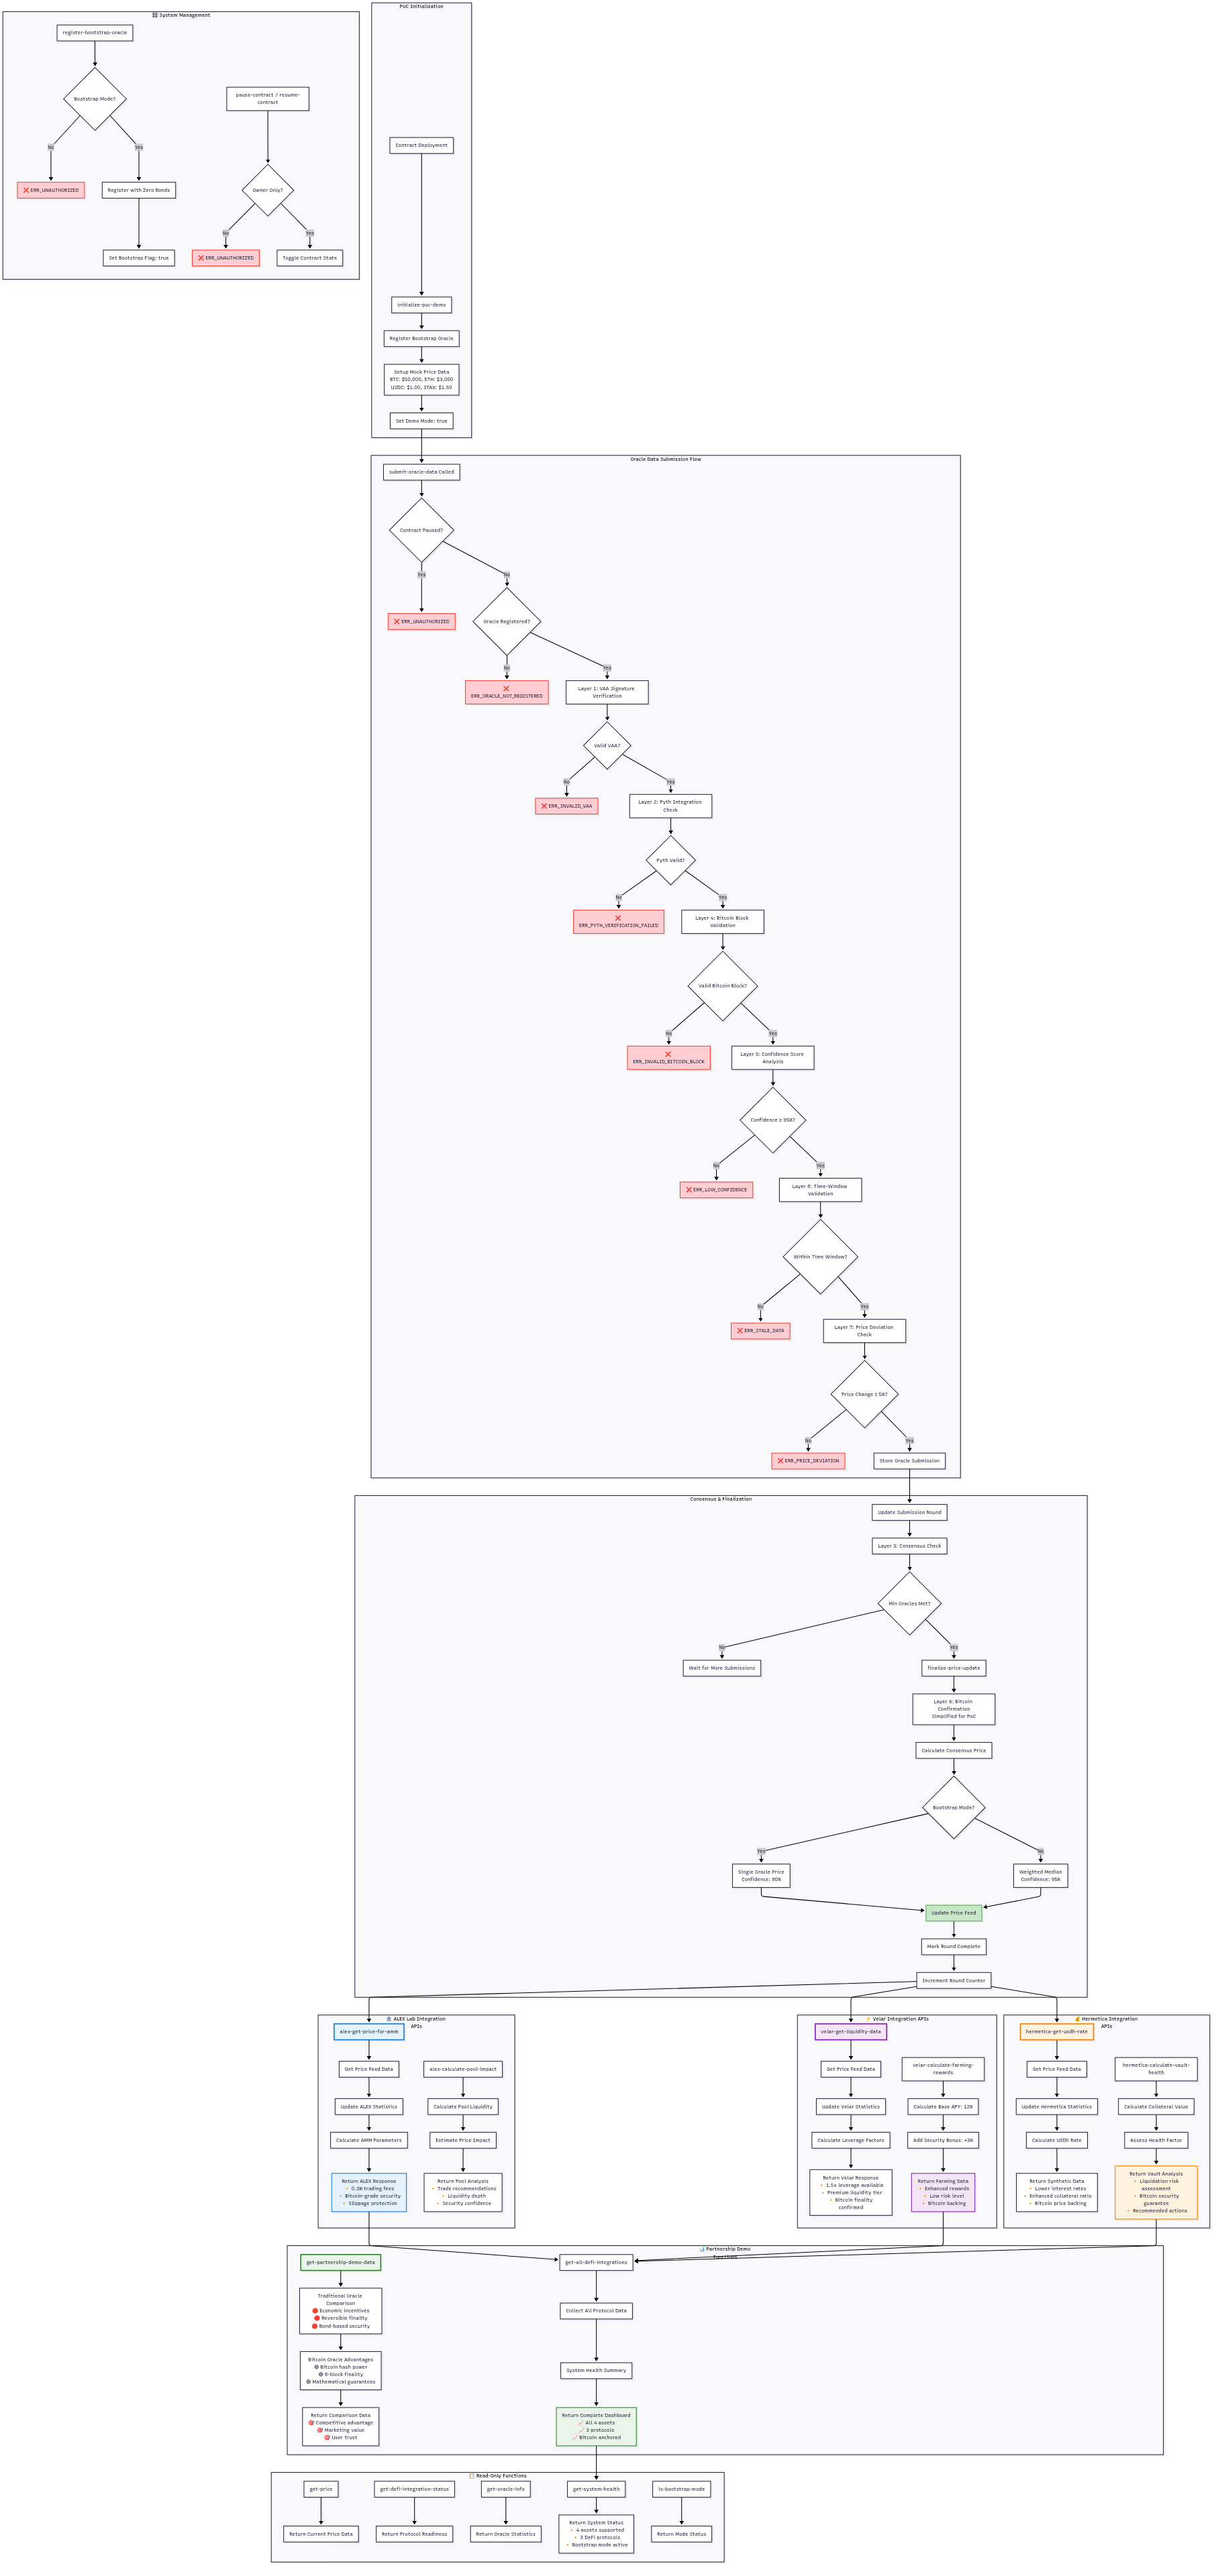 🎛️ System Management
register-bootstrap-oracle
Bootstrap Mode?
No
Yes
❌ ERR_UNAUTHORIZED
Register with Zero Bonds
Set Bootstrap Flag: true
pause-contract / resume-
contract
Owner Only?
No
Yes
❌ ERR_UNAUTHORIZED
Toggle Contract State
PoC Initialization
Contract Deployment
initialize-poc-demo
Register Bootstrap Oracle
Setup Mock Price Data
BTC: $50,000, ETH: $3,000
USDC: $1.00, STAX: $1.50
Set Demo Mode: true
Oracle Data Submission Flow
submit-oracle-data Called
Contract Paused?
Yes
No
❌ ERR_UNAUTHORIZED
Oracle Registered?
No
Yes
❌
ERR_ORACLE_NOT_REGISTERED
Layer 1: VAA Signature
Verification
Valid VAA?
No
Yes
❌ ERR_INVALID_VAA
Layer 2: Pyth Integration
Check
Pyth Valid?
No
Yes
❌
ERR_PYTH_VERIFICATION_FAILED
Layer 4: Bitcoin Block
Validation
Valid Bitcoin Block?
No
Yes
❌
ERR_INVALID_BITCOIN_BLOCK
Layer 5: Confidence Score
Analysis
Confidence ≥ 95%?
No
Yes
❌ ERR_LOW_CONFIDENCE
Layer 6: Time-Window
Validation
Within Time Window?
No
Yes
❌ ERR_STALE_DATA
Layer 7: Price Deviation
Check
Price Change ≤ 5%?
No
Yes
❌ ERR_PRICE_DEVIATION
Store Oracle Submission
Consensus & Finalization
Update Submission Round
Layer 3: Consensus Check
Min Oracles Met?
No
Yes
Wait for More Submissions
finalize-price-update
Layer 8: Bitcoin
Confirmation
Simplified for PoC
Calculate Consensus Price
Bootstrap Mode?
Yes
No
Single Oracle Price
Confidence: 90%
Weighted Median
Confidence: 95%
Update Price Feed
Mark Round Complete
Increment Round Counter
🏦 ALEX Lab Integration
APIs
alex-get-price-for-amm
Get Price Feed Data
Update ALEX Statistics
Calculate AMM Parameters
Return ALEX Response
🔸 0.3% trading fees
🔸 Bitcoin-grade security
🔸 Slippage protection
alex-calculate-pool-impact
Calculate Pool Liquidity
Estimate Price Impact
Return Pool Analysis
🔸 Trade recommendations
🔸 Liquidity depth
🔸 Security confidence
⚡ Velar Integration APIs
velar-get-liquidity-data
Get Price Feed Data
Update Velar Statistics
Calculate Leverage Factors
Return Velar Response
🔸 1.5x leverage available
🔸 Premium liquidity tier
🔸 Bitcoin finality
confirmed
velar-calculate-farming-
rewards
Calculate Base APY: 12%
Add Security Bonus: +3%
Return Farming Data
🔸 Enhanced rewards
🔸 Low risk level
🔸 Bitcoin backing
💰 Hermetica Integration
APIs
hermetica-get-usdh-rate
Get Price Feed Data
Update Hermetica Statistics
Calculate USDh Rate
Return Synthetic Data
🔸 Lower interest rates
🔸 Enhanced collateral ratio
🔸 Bitcoin price backing
hermetica-calculate-vault-
health
Calculate Collateral Value
Assess Health Factor
Return Vault Analysis
🔸 Liquidation risk
assessment
🔸 Bitcoin security
guarantee
🔸 Recommended actions
📊 Partnership Demo
Functions
get-partnership-demo-data
Traditional Oracle
Comparison
🔴 Economic incentives
🔴 Reversible finality
🔴 Bond-based security
Bitcoin Oracle Advantages
🟢 Bitcoin hash power
🟢 6-block finality
🟢 Mathematical guarantees
Return Comparison Data
🎯 Competitive advantage
🎯 Marketing value
🎯 User trust
get-all-defi-integrations
Collect All Protocol Data
System Health Summary
Return Complete Dashboard
📈 All 4 assets
📈 3 protocols
📈 Bitcoin anchored
📋 Read-Only Functions
get-price
Return Current Price Data
get-defi-integration-status
Return Protocol Readiness
get-oracle-info
Return Oracle Statistics
get-system-health
Return System Status
🔸 4 assets supported
🔸 3 DeFi protocols
🔸 Bootstrap mode active
is-bootstrap-mode
Return Mode Status